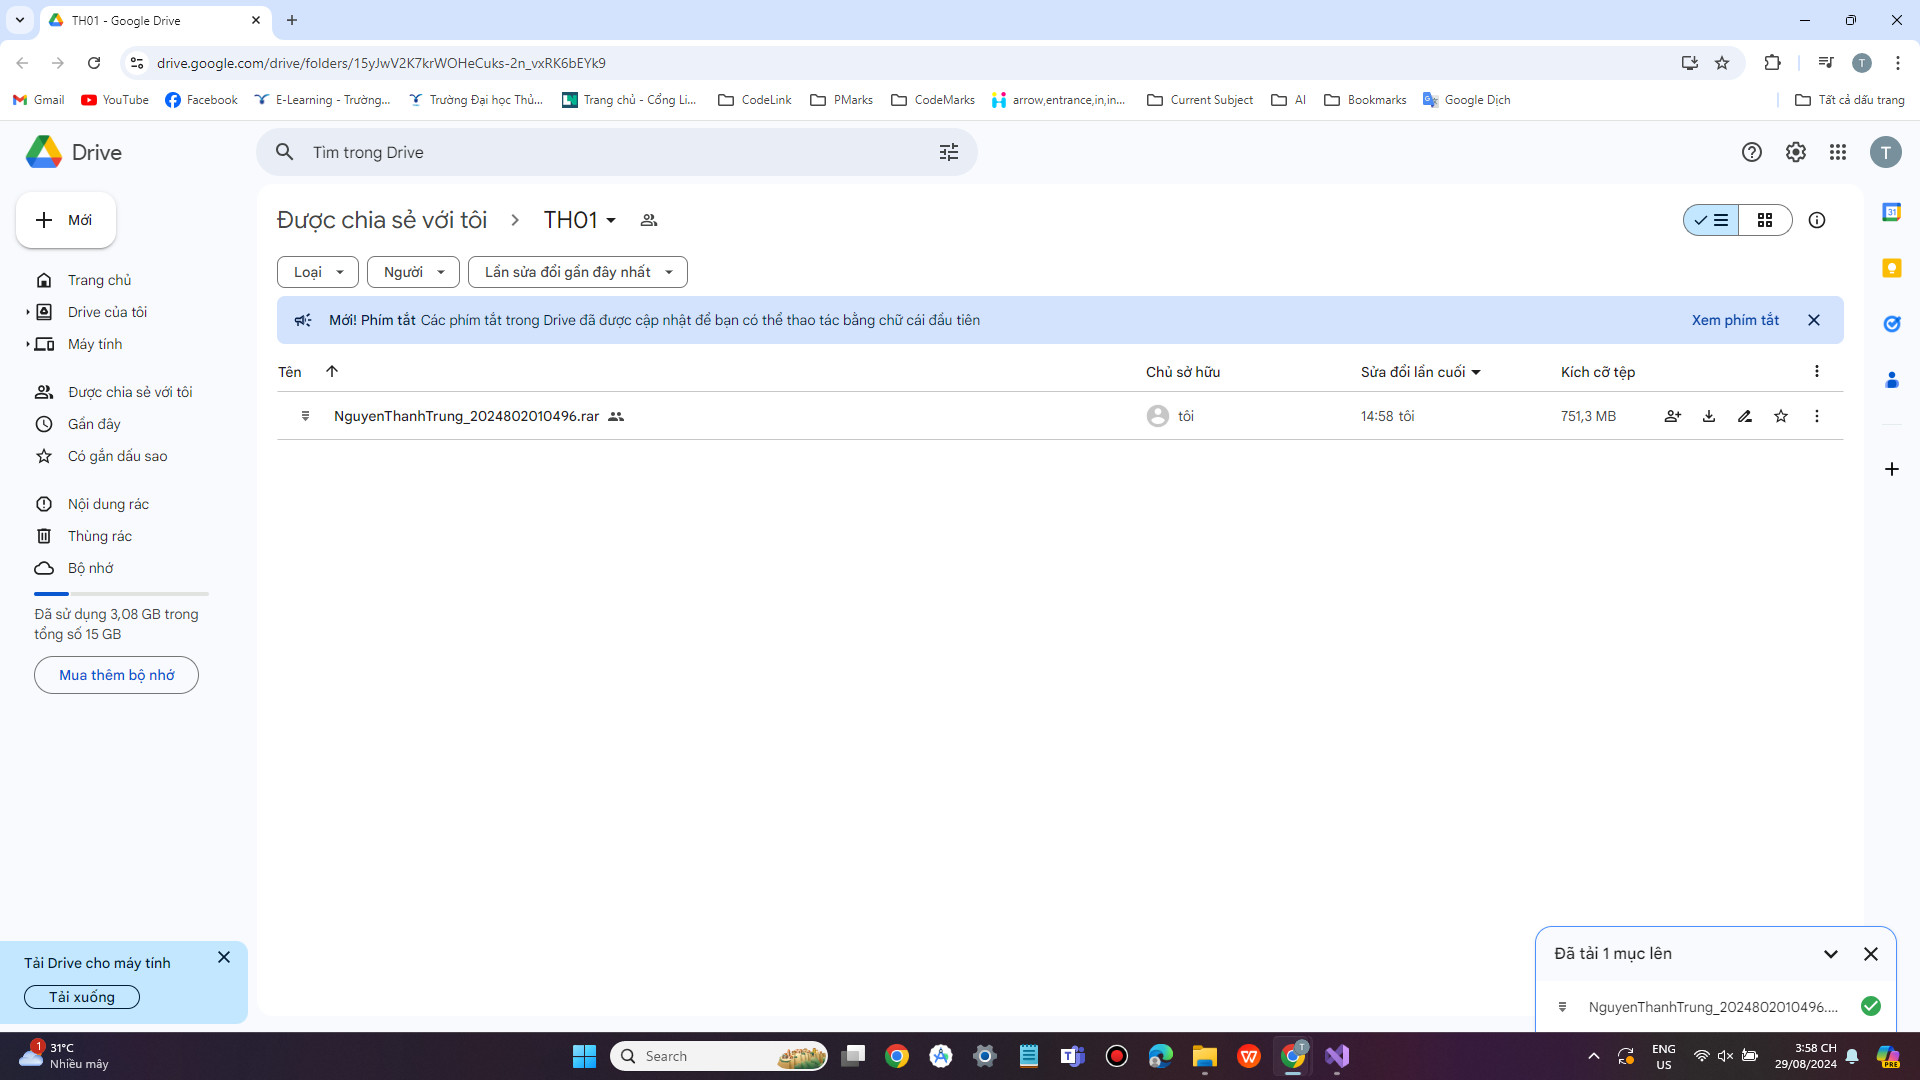 TH01 - Google Drive
drive.google.com/drive/folders/15yJwV2K7krWOHeCuks-2n_vxRK6bEYk9
T
Gmail
YouTube
Facebook
E-Learning - Trường...
Trường Đại học Thủ...
Trang chủ - Cổng Li...
CodeLink
PMarks
CodeMarks
arrow,entrance,in,in...
Current Subject
AI
Bookmarks
Google Dịch
Tất cả dấu trang
Drive
Tìm trong Drive
T
Mới
Trang chủ
Drive của tôi
Máy tính
Được chia sẻ với tôi
Gần đây
Có gắn dấu sao
Nội dung rác
Thùng rác
Bộ nhớ
Đã sử dụng 3,08 GB trong
tổng số 15 GB
Mua thêm bộ nhớ
Được chia sẻ với tôi
TH01
Loại
Người
Lần sửa đổi gần đây nhất
Mới! Phím tắt Các phím tắt trong Drive đã được cập nhật để bạn có thể thao tác bằng chữ cái đầu tiên
Xem phím tắt
Tên
Chủ sở hữu
Sửa đổi lần cuối
Kích cỡ tệp
NguyenThanhTrung_2024802010496.rar
tôi
14:58 tôi
751,3 MB
31
Tải Drive cho máy tính
Tải xuống
Đã tải 1 mục lên
NguyenThanhTrung_202480201049­6....
1
31°C
Nhiều mây
Search
T
ENG
US
3:58 CH
29/08/2024
PRE